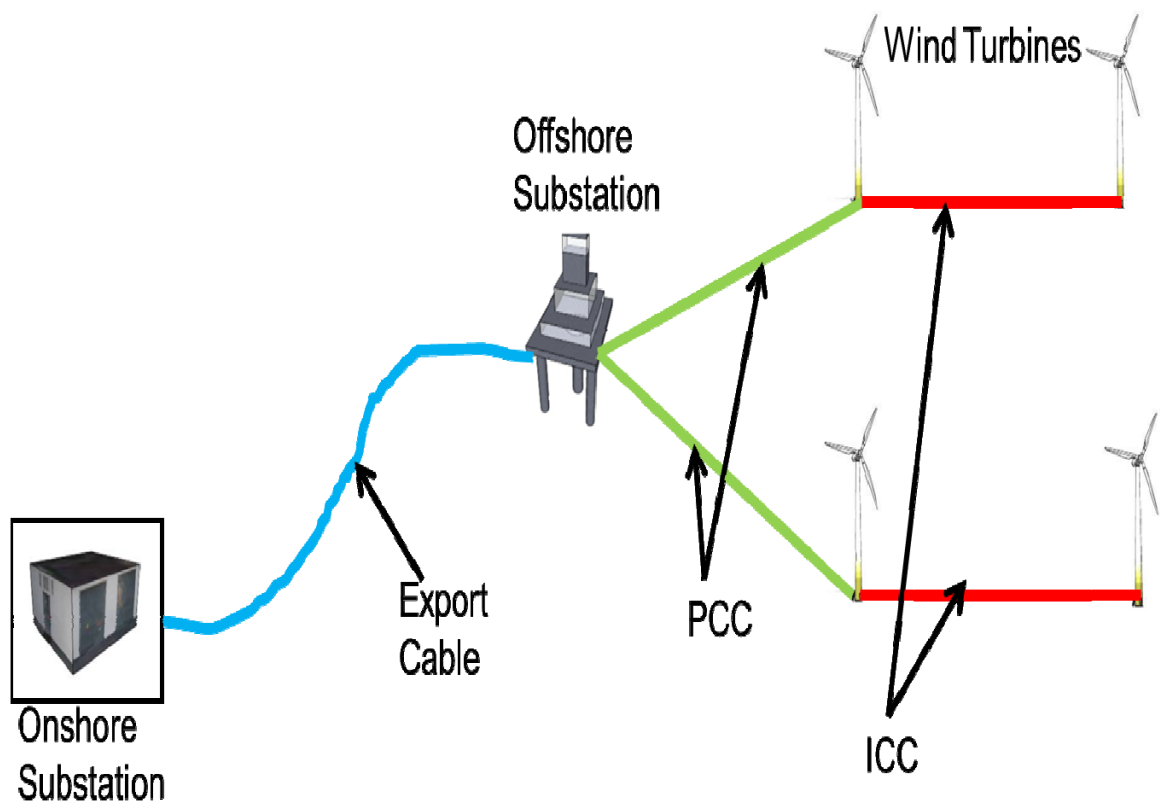 Wind Turbines
Offshore
Substation
Export
Cable
PCC
Onshore
Substation
ICC